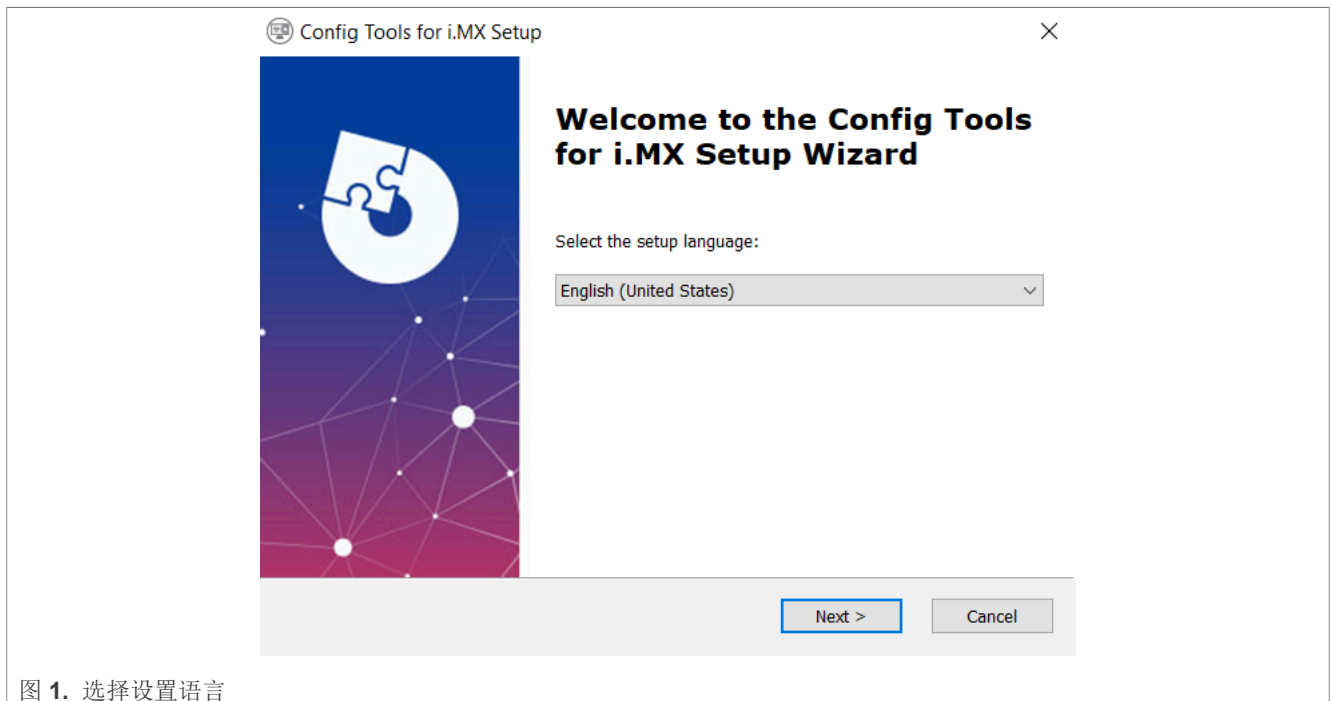 Config Tools for i.MX Setup
Welcome to the Config Tools
for i.MX Setup Wizard
Select the setup language:
English (United States)
Next >
Cancel
图 1. 选择设置语言